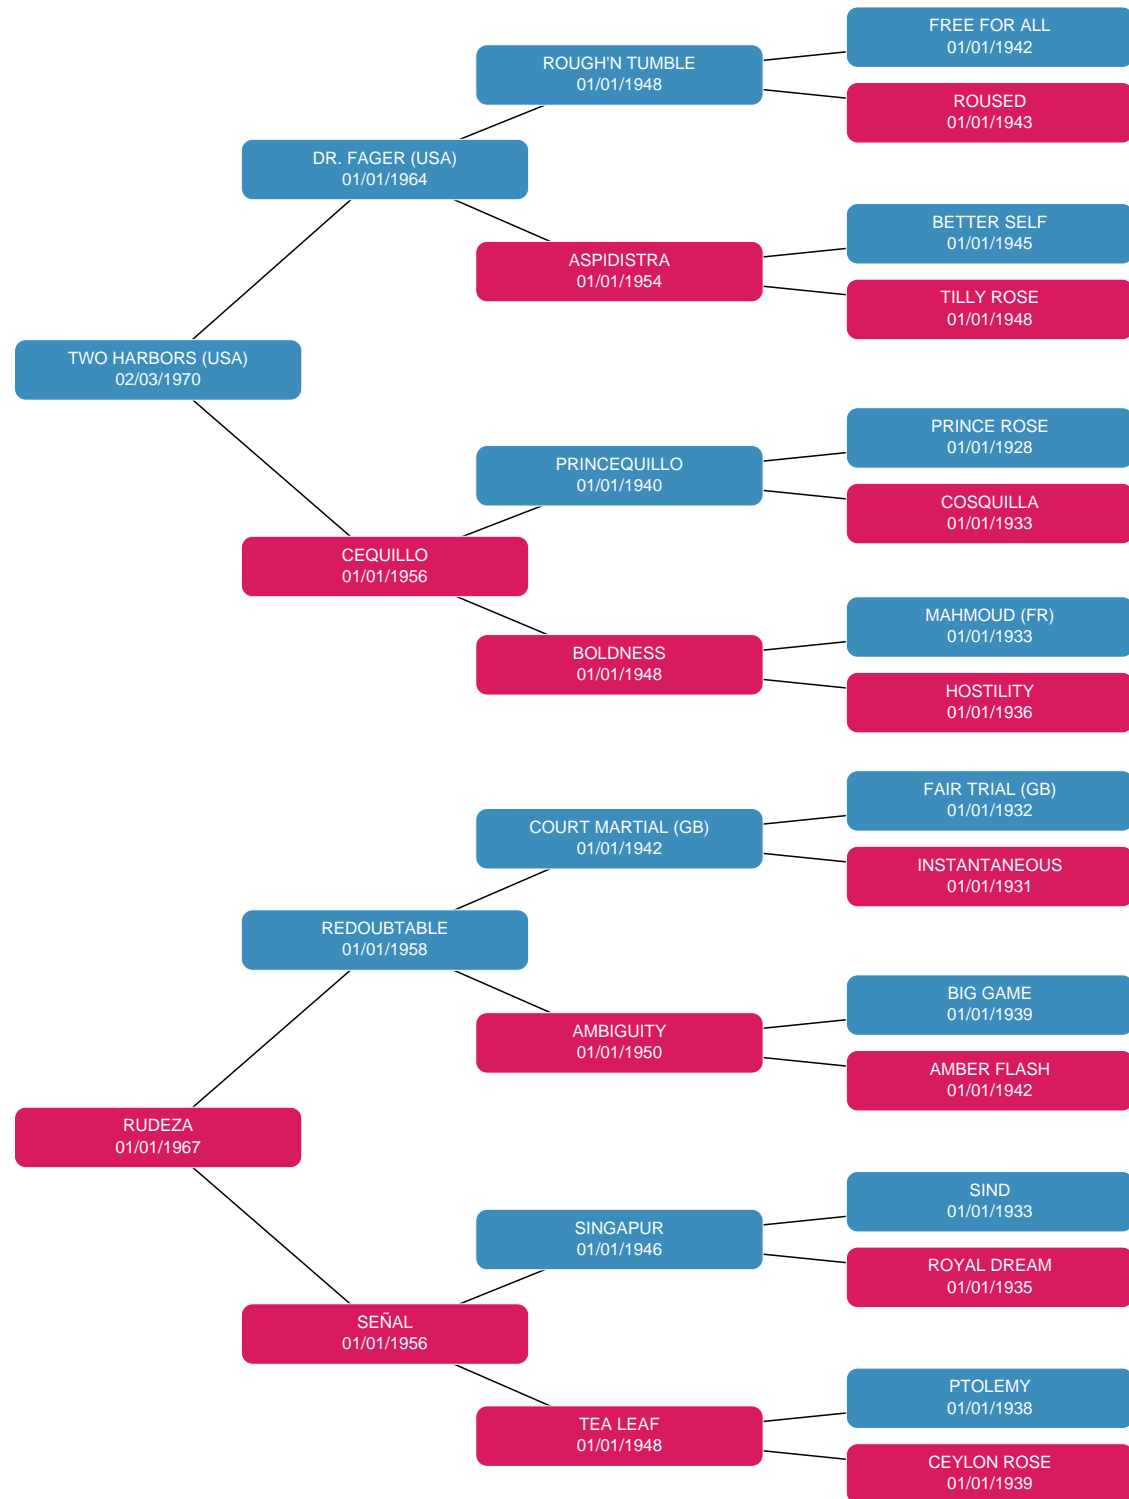 FREE FOR ALL
01/01/1942
ROUGH'N TUMBLE
01/01/1948
ROUSED
01/01/1943
DR. FAGER (USA)
01/01/1964
BETTER SELF
01/01/1945
ASPIDISTRA
01/01/1954
TILLY ROSE
01/01/1948
TWO HARBORS (USA)
02/03/1970
PRINCE ROSE
01/01/1928
PRINCEQUILLO
01/01/1940
COSQUILLA
01/01/1933
CEQUILLO
01/01/1956
MAHMOUD (FR)
01/01/1933
BOLDNESS
01/01/1948
HOSTILITY
01/01/1936
FAIR TRIAL (GB)
01/01/1932
COURT MARTIAL (GB)
01/01/1942
INSTANTANEOUS
01/01/1931
REDOUBTABLE
01/01/1958
BIG GAME
01/01/1939
AMBIGUITY
01/01/1950
AMBER FLASH
01/01/1942
RUDEZA
01/01/1967
SIND
01/01/1933
SINGAPUR
01/01/1946
ROYAL DREAM
01/01/1935
SEÑAL
01/01/1956
PTOLEMY
01/01/1938
TEA LEAF
01/01/1948
CEYLON ROSE
01/01/1939